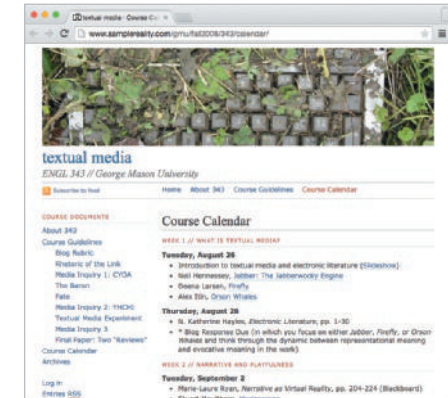 textual media - Course Ca
www.samplereality.com/gmu/fall2008/343/calendar/
textual media
ENGL 343 // George Mason University
Subscribe to feed
Home About 343 Course Guidelines Course Calendar
COURSE DOCUMENTS
About 343
Course Guidelines
Blog Rubric
Rhetoric of the Link
Media Inquiry 1: CYOA
The Baron
Fate
Media Inquiry 2: YHCHI
Textual Media Experiment
Media Inquiry 3
Final Paper: Two "Reviews"
Course Calendar
Archives
Log in
Entries RSS
Course Calendar
WEEK 1 // WHAT IS TEXTUAL MEDIA?
Tuesday, August 26
• Introduction to textual media and electronic literature (Slideshow)
• Neil Hennessey, Jabber: The Jabberwocky Engine
• Deena Larsen, Firefly
• Alex Itin, Orson Whales
Thursday, August 28
• N. Katherine Hayles, Electronic Literature, pp. 1-30
• * Blog Response Due (in which you focus on either Jabber, Firefly, or Orson
Whales and think through the dynamic between representational meaning
and evocative meaning in the work)
WEEK 2 // NARRATIVE AND PLAYFULNESS
Tuesday, September 2
• Marie-Laure Ryan, Narrative as Virtual Reality, pp. 204-224 (Blackboard)